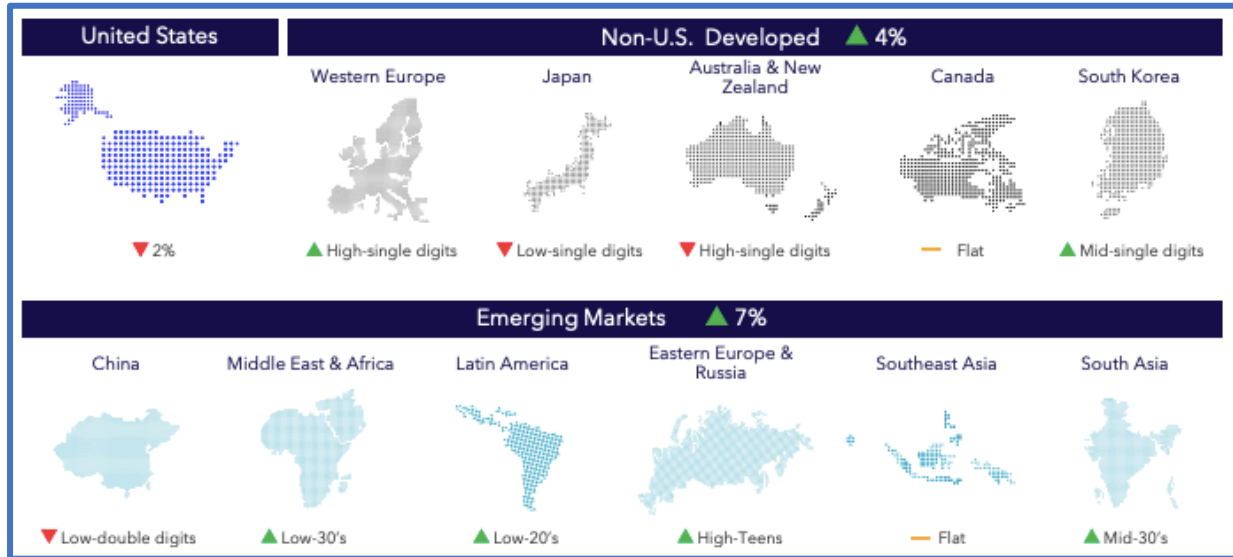 United States
Non-U.S. Developed ▲ 4%
Western Europe
Japan
Australia & New
Zealand
Canada
South Korea
▼ 2%
▲ High-single digits
▼ Low-single digits
▼ High-single digits
— Flat
▲ Mid-single digits
Emerging Markets ▲ 7%
China
Middle East & Africa
Latin America
Eastern Europe &
Russia
Southeast Asia
South Asia
▼ Low-double digits
▲ Low-30's
▲ Low-20's
▲ High-Teens
— Flat
▲ Mid-30's